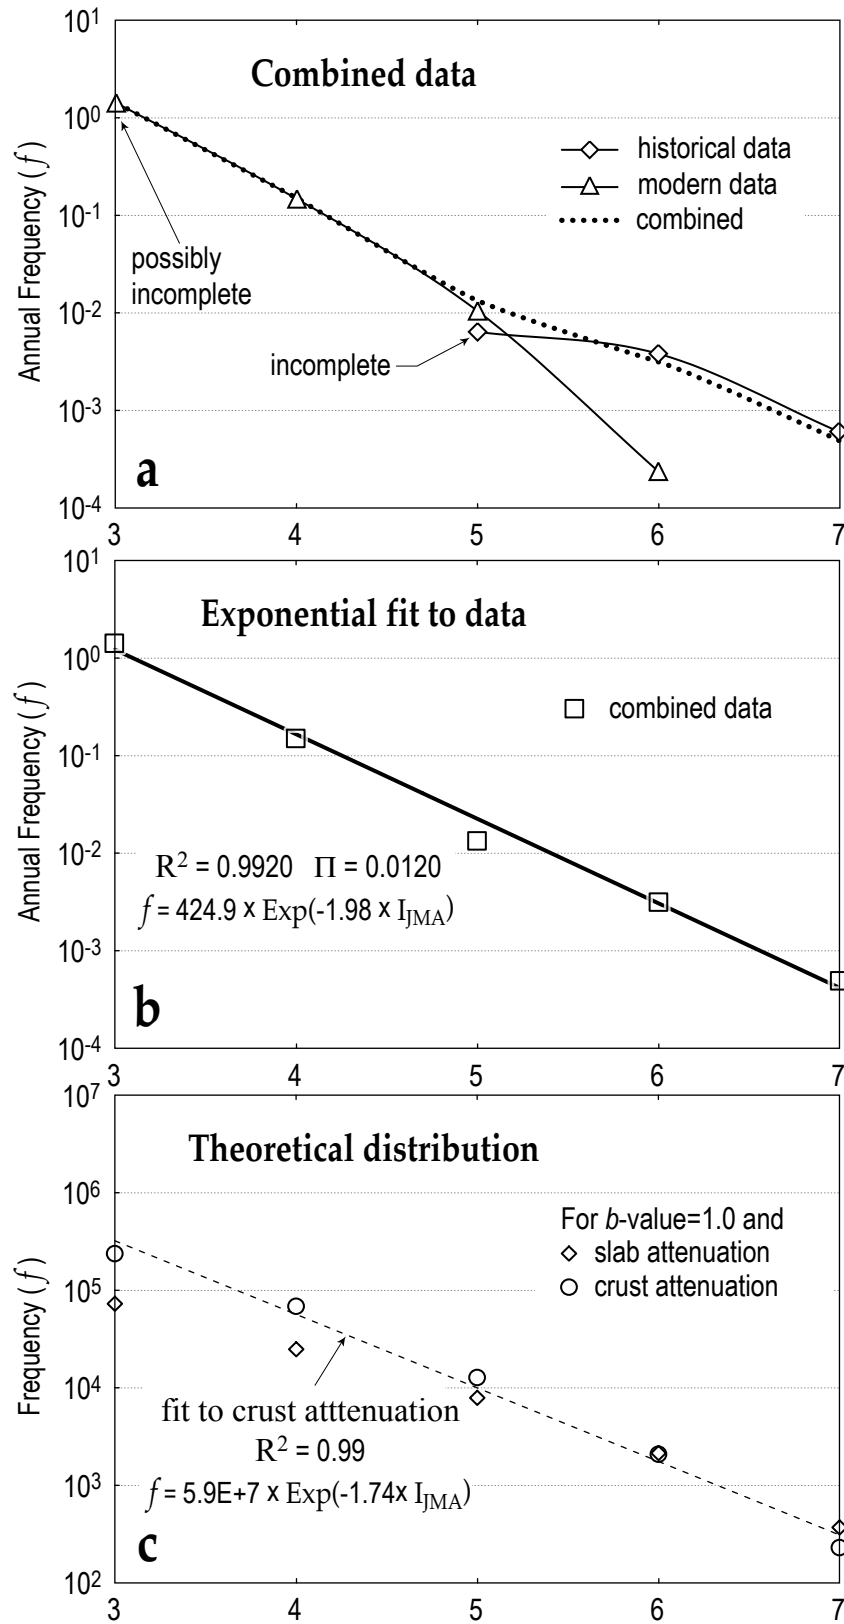 Combined data
Annual Frequency (f)
10^1
10^0
10^-1
10^-2
10^-3
10^-4
historical data
modern data
combined
possibly
incomplete
incomplete
a
3 4 5 6 7
Exponential fit to data
Annual Frequency (f)
10^1
10^0
10^-1
10^-2
10^-3
10^-4
combined data
R^2 = 0.9920 Π = 0.0120
f = 424.9 x Exp(-1.98 x I_JMA)
b
3 4 5 6 7
Theoretical distribution
Frequency (f)
10^7
10^6
10^5
10^4
10^3
10^2
For b-value=1.0 and
slab attenuation
crust attenuation
fit to crust atttenuation
R^2 = 0.99
f = 5.9E+7 x Exp(-1.74x I_JMA)
c
3 4 5 6 7